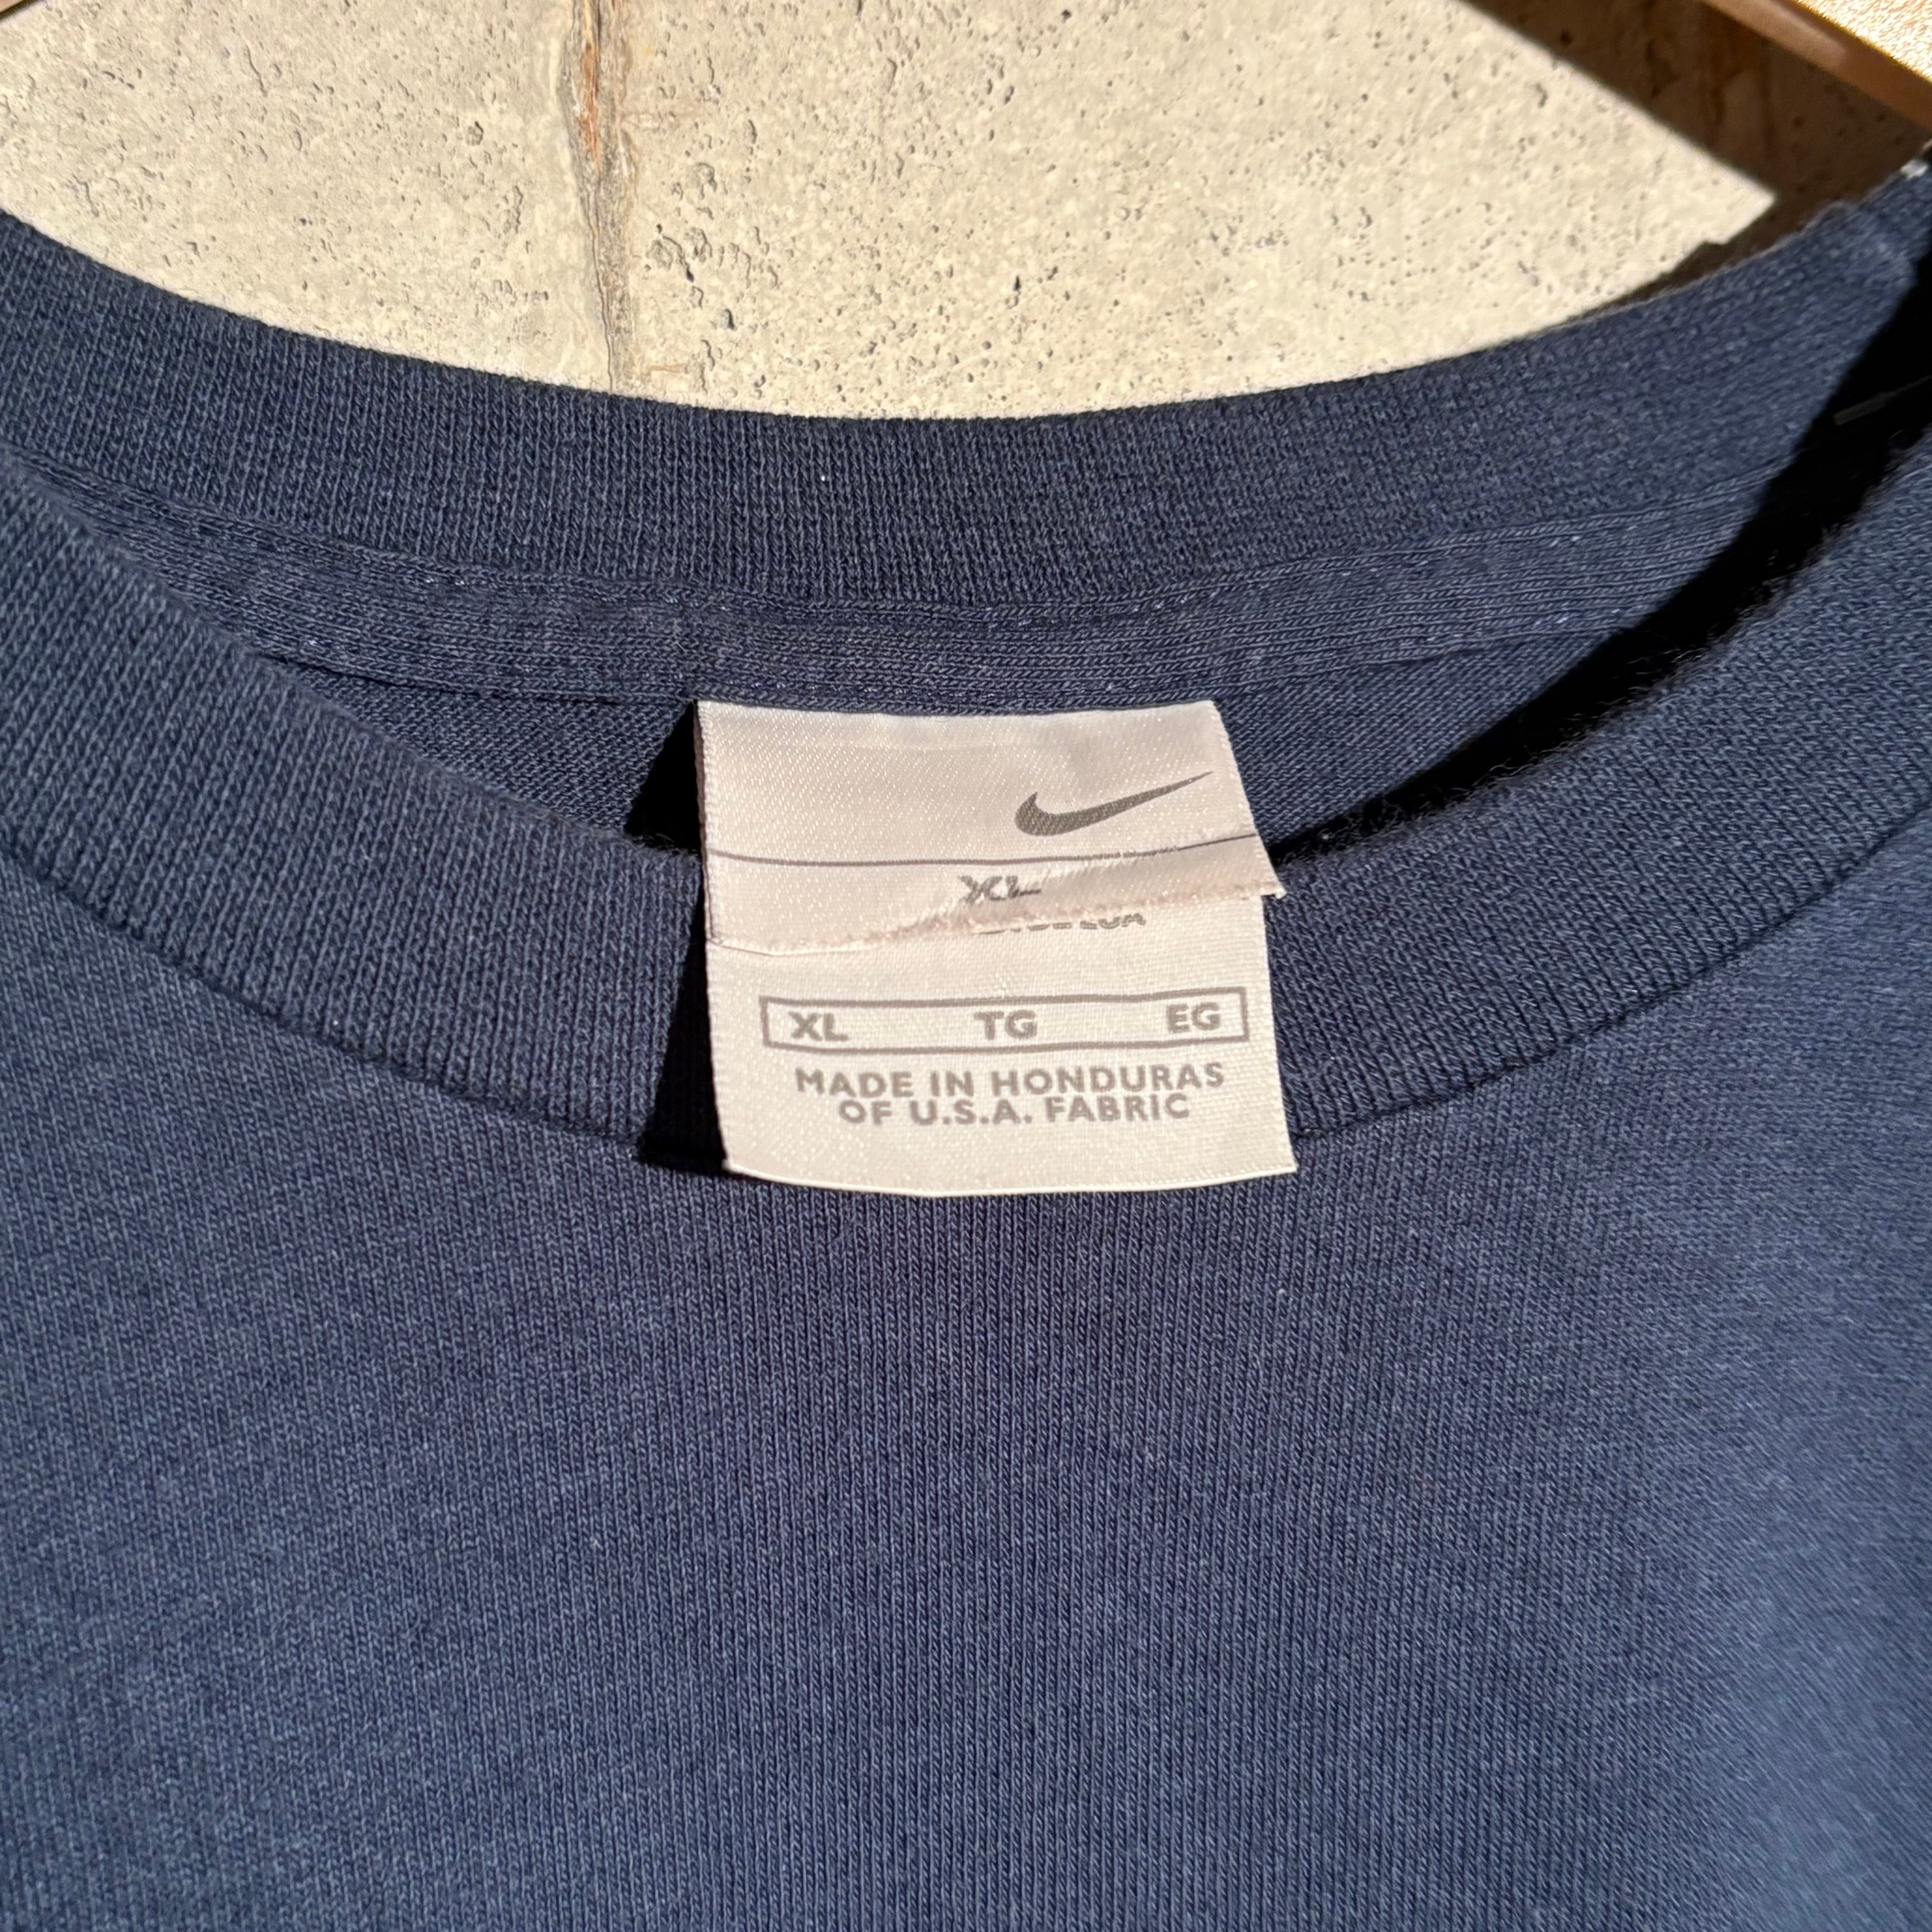 XL
XL TG EG
MADE IN HONDURAS
OF U.S.A. FABRIC